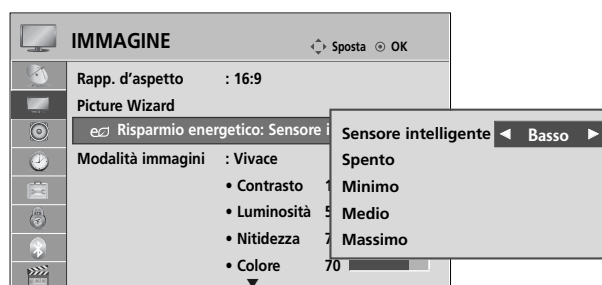 IMMAGINE
Sposta OK
Rapp. d'aspetto : 16:9
Picture Wizard
Risparmio energetico: Sensore i
Modalità immagini : Vivace
• Contrasto 1
• Luminosità 5
• Nitidezza 7
• Colore 70
Sensore intelligente ◄ Basso ►
Spento
Minimo
Medio
Massimo